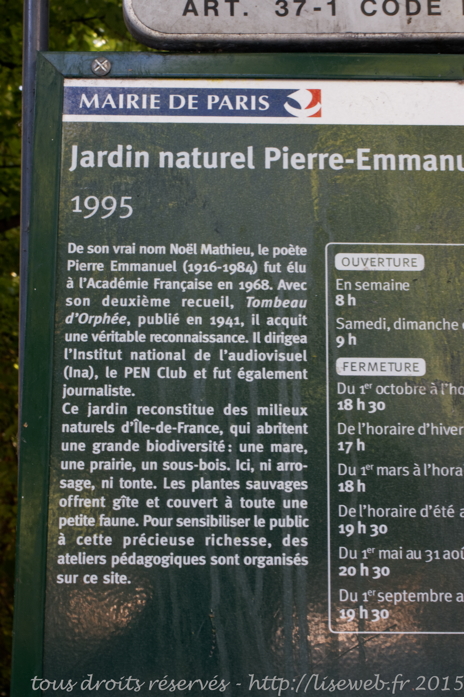 ART. 37-1 CODE
MAIRIE DE PARIS
Jardin naturel Pierre-Emmanu
1995
De son vrai nom Noël Mathieu, le poète
Pierre Emmanuel (1916-1984) fut élu
à l'Académie Française en 1968. Avec
son deuxième recueil, Tombeau
d'Orphée, publié en 1941, il acquit
une véritable reconnaissance. Il dirigea
l'Institut national de l'audiovisuel
(Ina), le PEN Club et fut également
journaliste.
Ce jardin reconstitue des milieux
naturels d'Île-de-France, qui abritent
une grande biodiversité : une mare,
une prairie, un sous-bois. Ici, ni arro-
sage, ni tonte. Les plantes sauvages
offrent gîte et couvert à toute une
petite faune. Pour sensibiliser le public
à cette précieuse richesse, des
ateliers pédagogiques sont organisés
sur ce site.
OUVERTURE
En semaine
8 h
Samedi, dimanche
9 h
FERMETURE
Du 1er octobre à l'ho
18 h 30
De l'horaire d'hiver
17 h
Du 1er mars à l'hora
18 h
De l'horaire d'été a
19 h 30
Du 1er mai au 31 aoû
20 h 30
Du 1er septembre a
19 h 30
tous droits réservés - http://liseweb-fr 2015